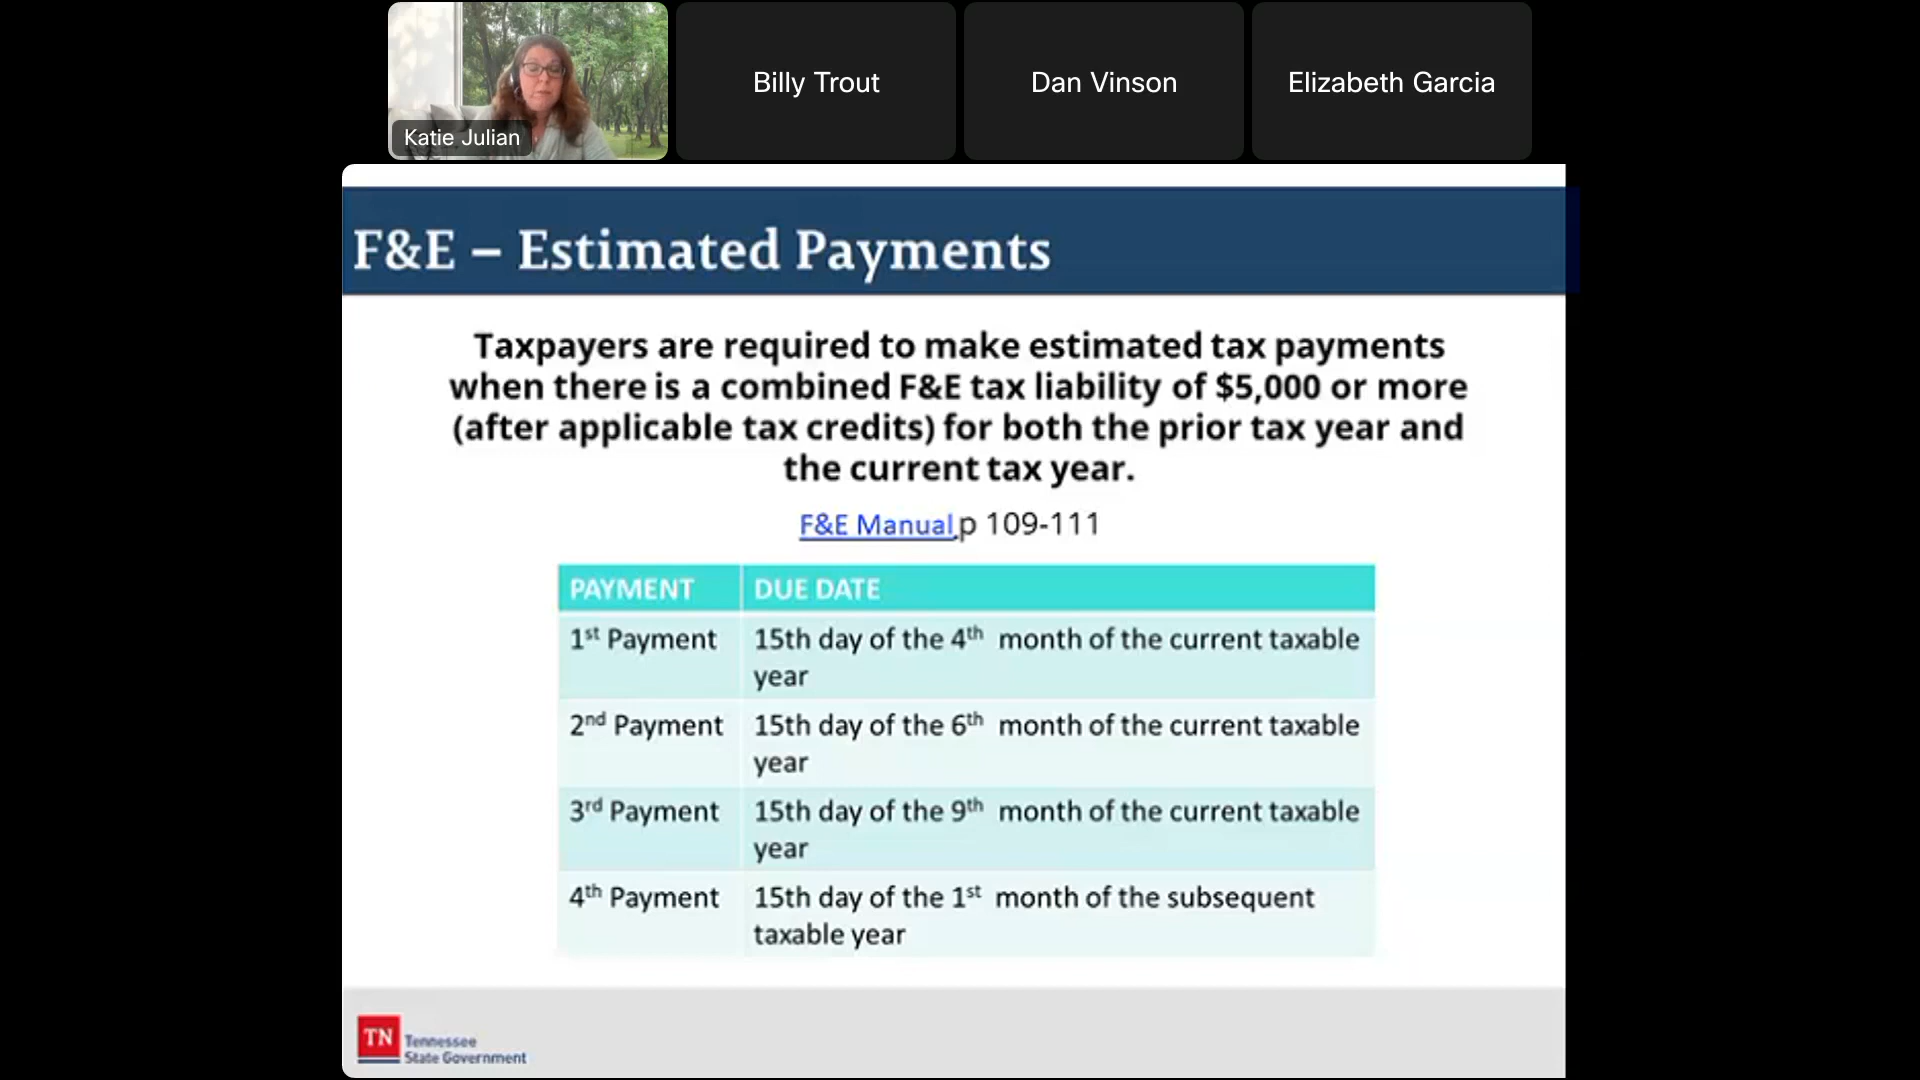 Katie Julian
Billy Trout
Dan Vinson
Elizabeth Garcia
F&E – Estimated Payments
Taxpayers are required to make estimated tax payments
when there is a combined F&E tax liability of $5,000 or more
(after applicable tax credits) for both the prior tax year and
the current tax year.
F&E Manual p 109-111
PAYMENT DUE DATE
1st Payment 15th day of the 4th month of the current taxable
year
2nd Payment 15th day of the 6th month of the current taxable
year
3rd Payment 15th day of the 9th month of the current taxable
year
4th Payment 15th day of the 1st month of the subsequent
taxable year
TN Tennessee
State Government